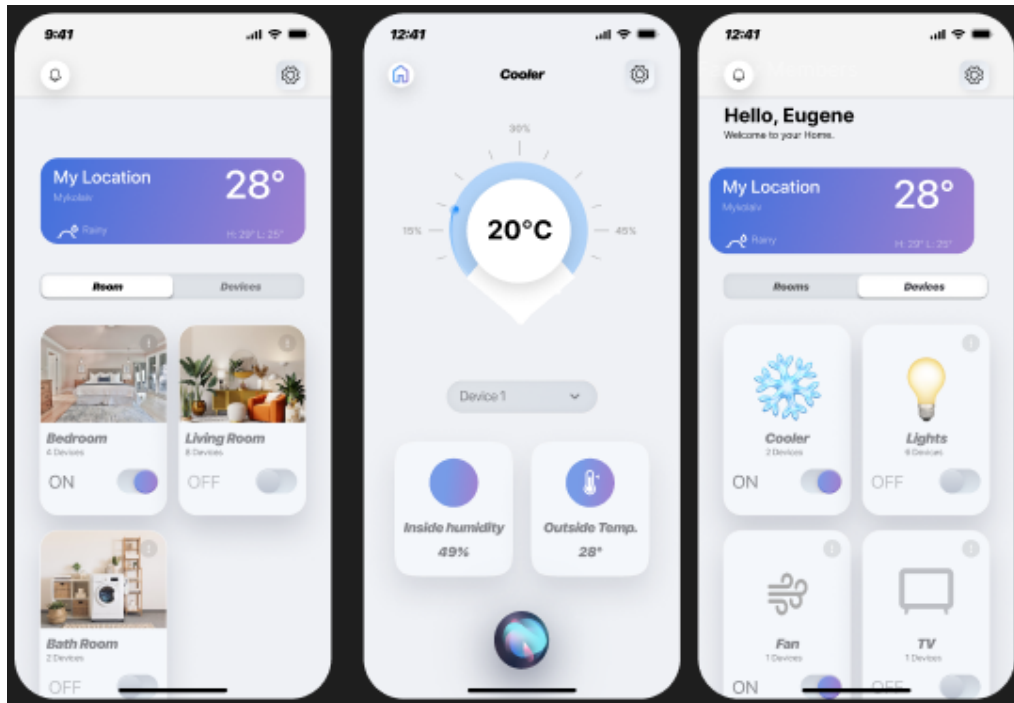 9:41
My Location
28°
Mykolaiv
Rainy
H: 29° L: 25°
Room
Devices
Bedroom
4 Devices
ON
Living Room
8 Devices
OFF
Bath Room
2 Devices
OFF
12:41
Cooler
30%
15%
45%
20°C
Device 1
Inside humidity
49%
Outside Temp.
28°
12:41
Hello, Eugene
Welcome to your Home.
My Location
28°
Mykolaiv
Rainy
H: 29° L: 25°
Rooms
Devices
Cooler
2 Devices
ON
Lights
6 Devices
OFF
Fan
1 Devices
ON
TV
1 Devices
OFF